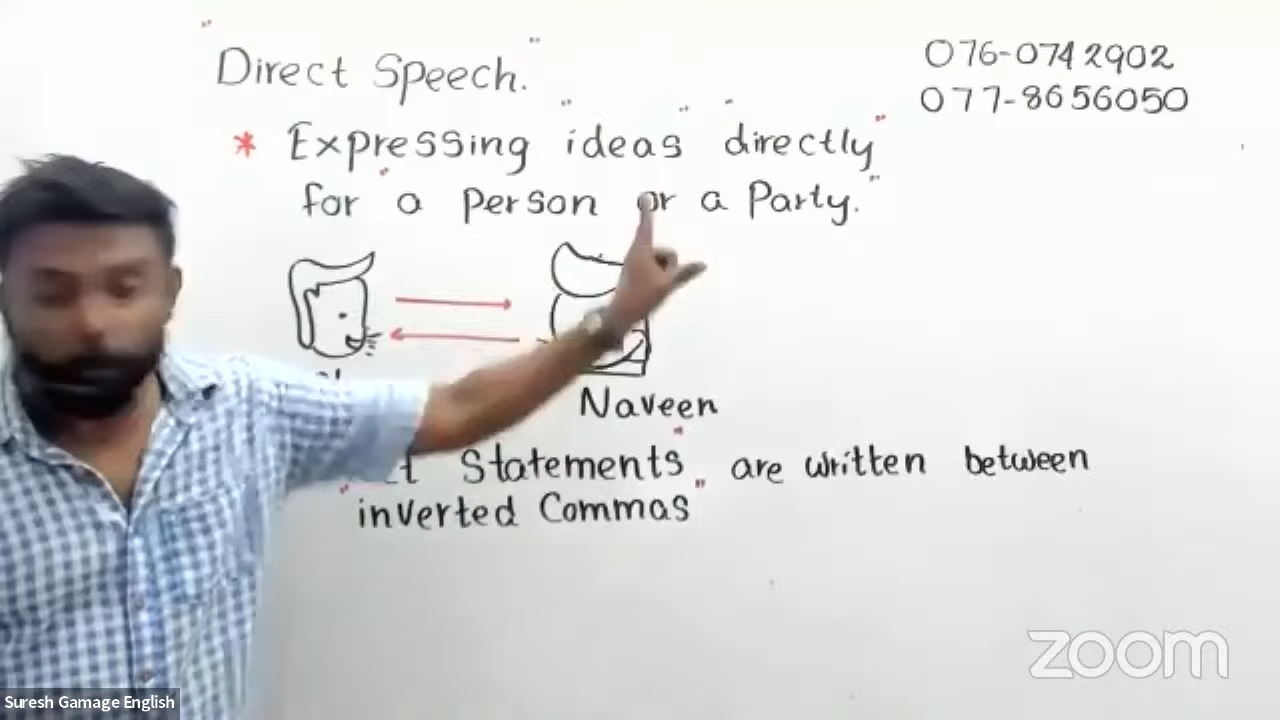 "Direct Speech."
076-0742902
077-8656050
* Expressing "ideas" "directly"
for "a person or a Party."
Naveen
Statements" are written between
"inverted Commas"
zoom
Suresh Gamage English